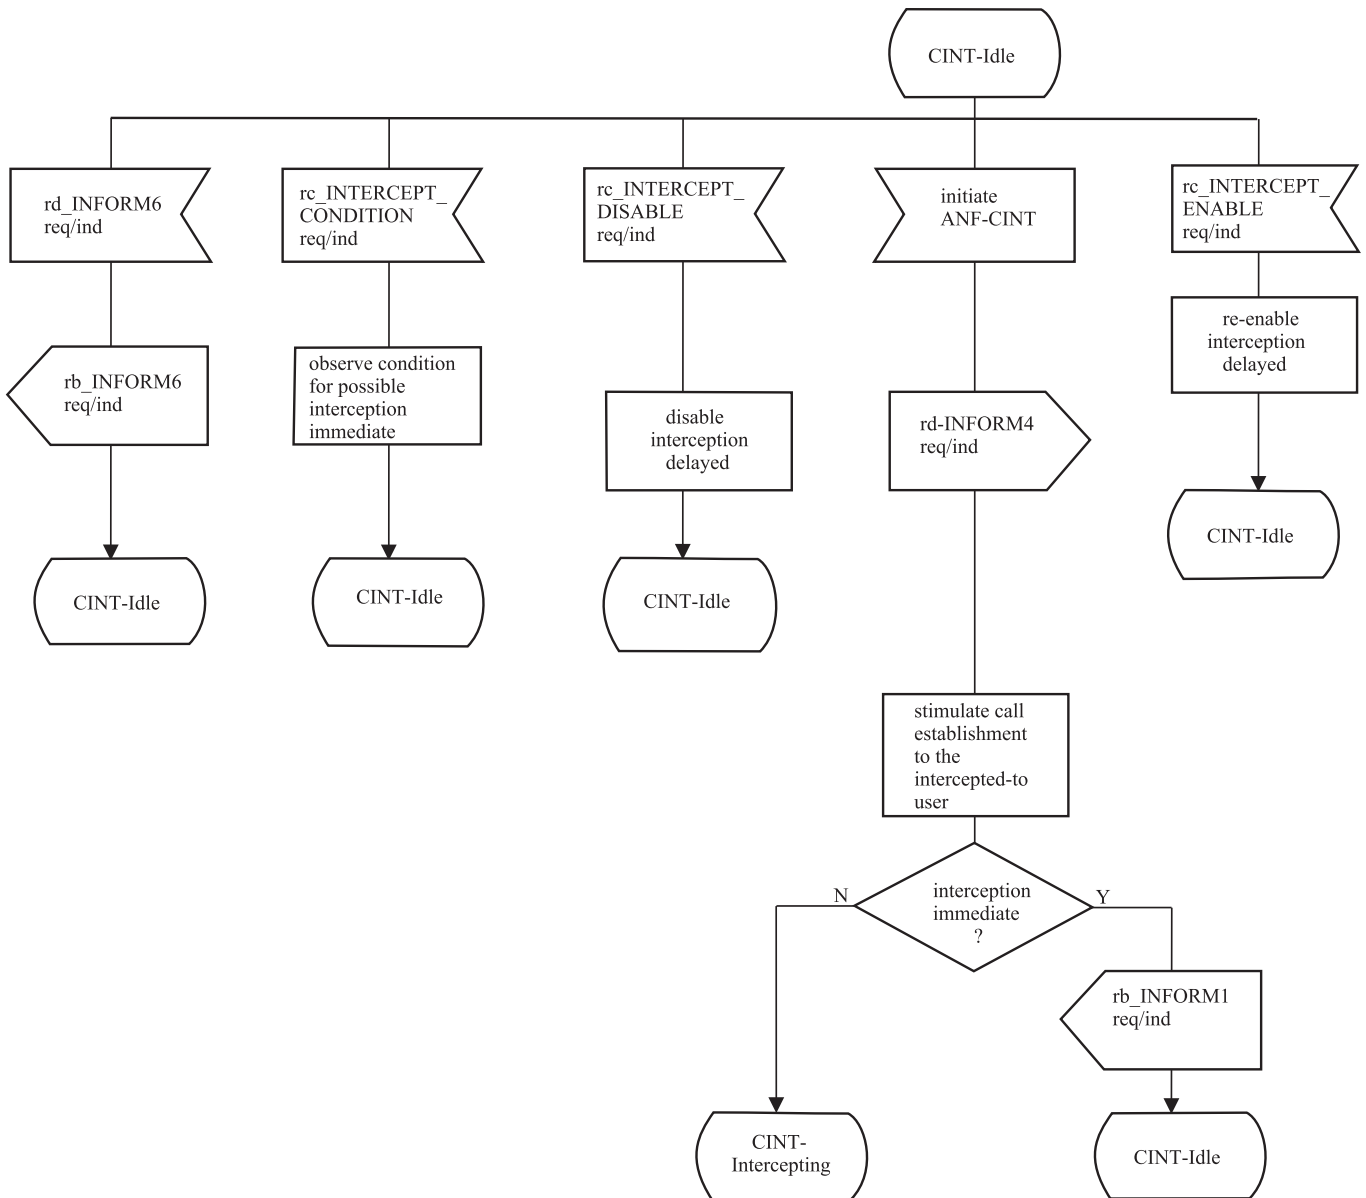 CINT-Idle
rd_INFORM6
req/ind
rc_INTERCEPT_
CONDITION
req/ind
rc_INTERCEPT_
DISABLE
req/ind
initiate
ANF-CINT
rc_INTERCEPT_
ENABLE
req/ind
rb_INFORM6
req/ind
observe condition
for possible
interception
immediate
disable
interception
delayed
rd-INFORM4
req/ind
re-enable
interception
delayed
CINT-Idle
CINT-Idle
CINT-Idle
CINT-Idle
stimulate call
establishment
to the
intercepted-to
user
N
interception
immediate
?
Y
rb_INFORM1
req/ind
CINT-
Intercepting
CINT-Idle